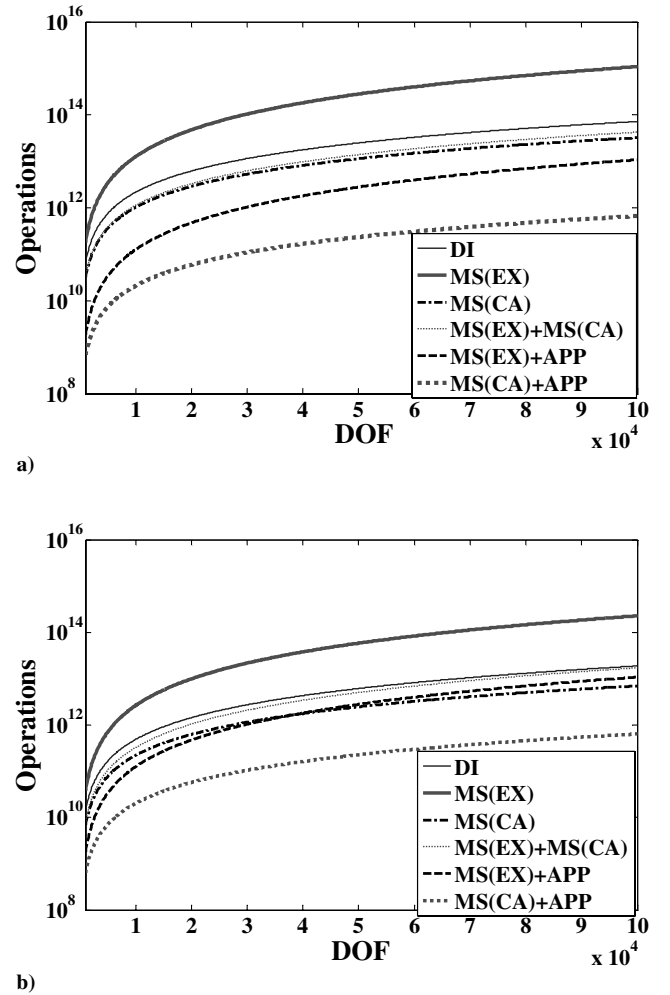 10^16
10^14
10^12
10^10
10^8
Operations
DI
MS(EX)
MS(CA)
MS(EX)+MS(CA)
MS(EX)+APP
MS(CA)+APP
1 2 3 4 5 6 7 8 9 10
DOF
x 10^4
a)
10^16
10^14
10^12
10^10
10^8
Operations
DI
MS(EX)
MS(CA)
MS(EX)+MS(CA)
MS(EX)+APP
MS(CA)+APP
1 2 3 4 5 6 7 8 9 10
DOF
x 10^4
b)